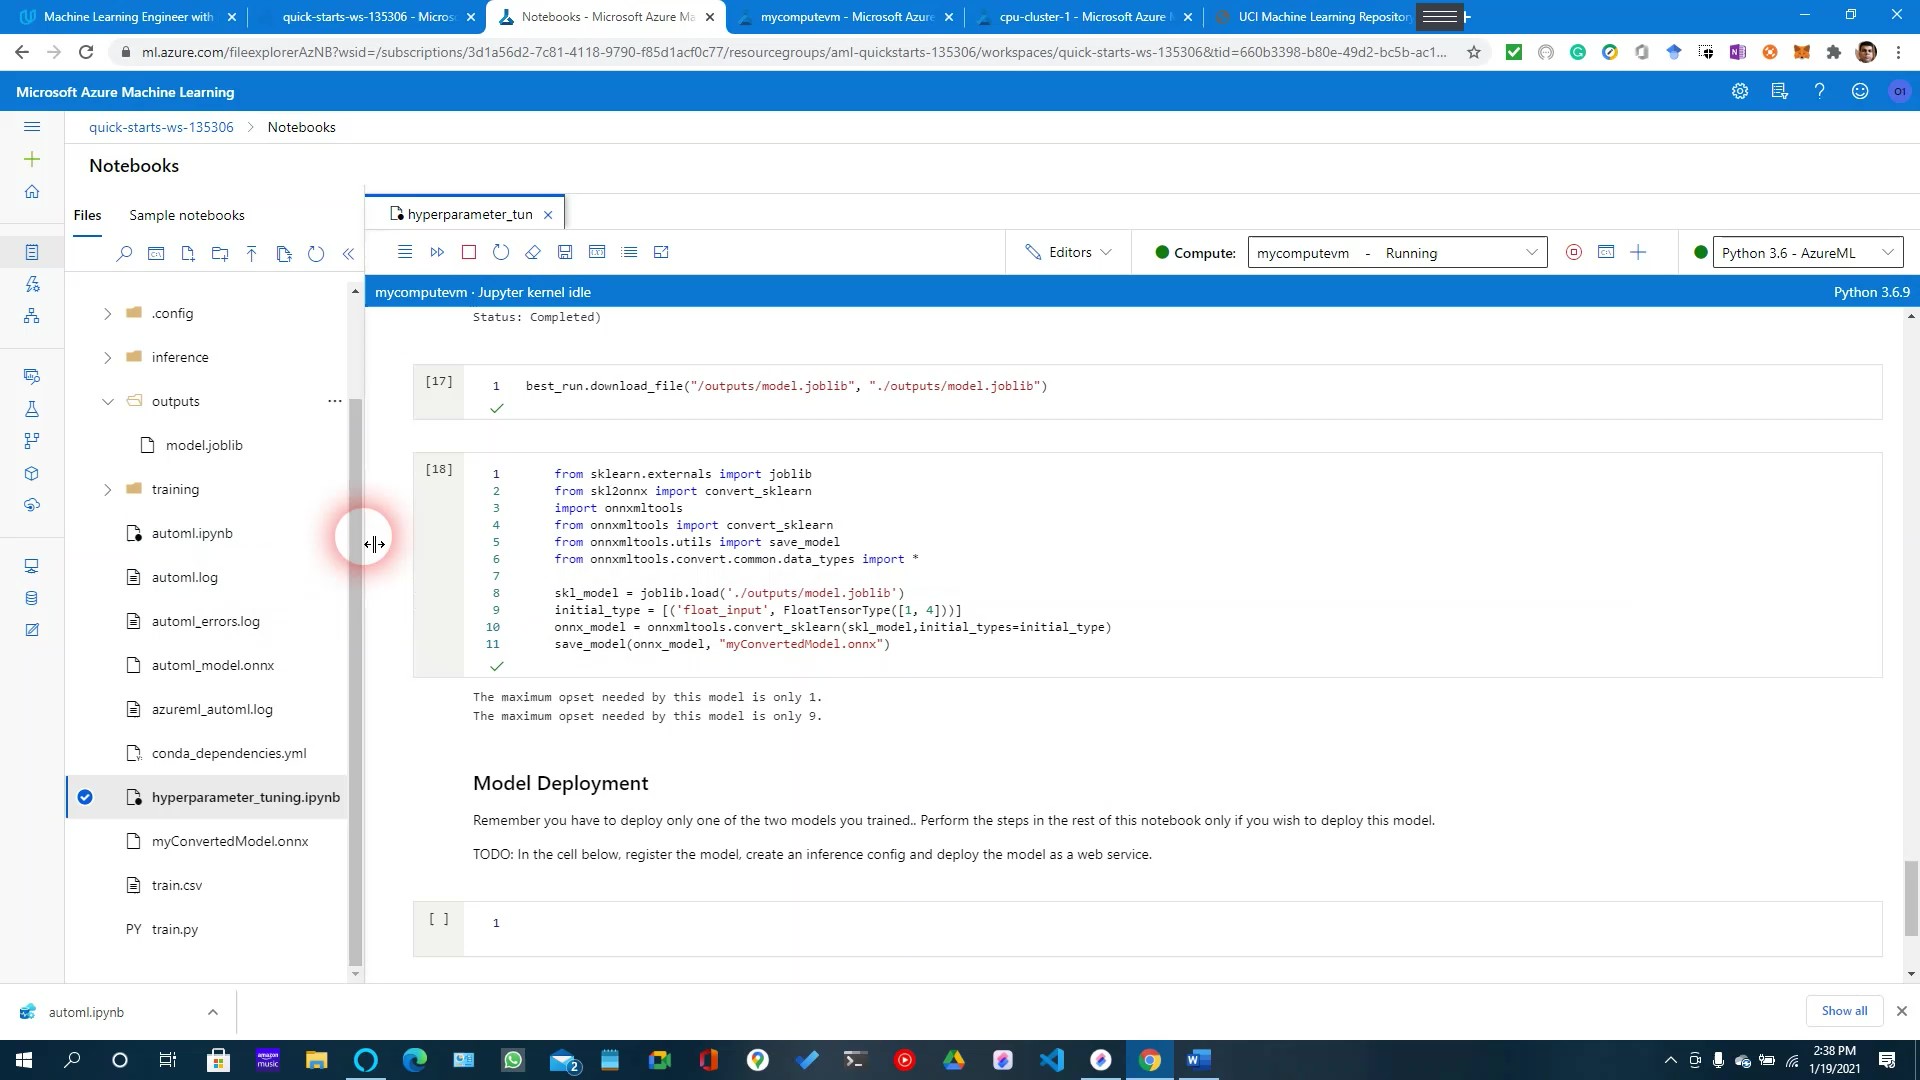 Machine Learning Engineer with
quick-starts-ws-135306 - Micros
Notebooks - Microsoft Azure Ma
mycomputevm - Microsoft Azure
cpu-cluster-1 - Microsoft Azure
UCI Machine Learning Repository
ml.azure.com/fileexplorerAzNB?wsid=/subscriptions/3d1a56d2-7c81-4118-9790-f85d1acf0c77/resourcegroups/aml-quickstarts-135306/workspaces/quick-starts-ws-135306&tid=660b3398-b80e-49d2-bc5b-ac1...
Microsoft Azure Machine Learning
O1
quick-starts-ws-135306 > Notebooks
Notebooks
Files
Sample notebooks
hyperparameter_tun
Editors
Compute:
mycomputevm - Running
Python 3.6 - AzureML
mycomputevm · Jupyter kernel idle
Python 3.6.9
.config
inference
outputs
...
model.joblib
training
automl.ipynb
automl.log
automl_errors.log
automl_model.onnx
azureml_automl.log
conda_dependencies.yml
hyperparameter_tuning.ipynb
myConvertedModel.onnx
train.csv
PY train.py
Status: Completed)
[17]
1 best_run.download_file("/outputs/model.joblib", "./outputs/model.joblib")
[18]
1 from sklearn.externals import joblib
2 from skl2onnx import convert_sklearn
3 import onnxmltools
4 from onnxmltools import convert_sklearn
5 from onnxmltools.utils import save_model
6 from onnxmltools.convert.common.data_types import *
7
8 skl_model = joblib.load('./outputs/model.joblib')
9 initial_type = [('float_input', FloatTensorType([1, 4]))]
10 onnx_model = onnxmltools.convert_sklearn(skl_model,initial_types=initial_type)
11 save_model(onnx_model, "myConvertedModel.onnx")
The maximum opset needed by this model is only 1.
The maximum opset needed by this model is only 9.
Model Deployment
Remember you have to deploy only one of the two models you trained.. Perform the steps in the rest of this notebook only if you wish to deploy this model.
TODO: In the cell below, register the model, create an inference config and deploy the model as a web service.
[ ]
1
automl.ipynb
Show all
amazon music
2
2:38 PM
1/19/2021